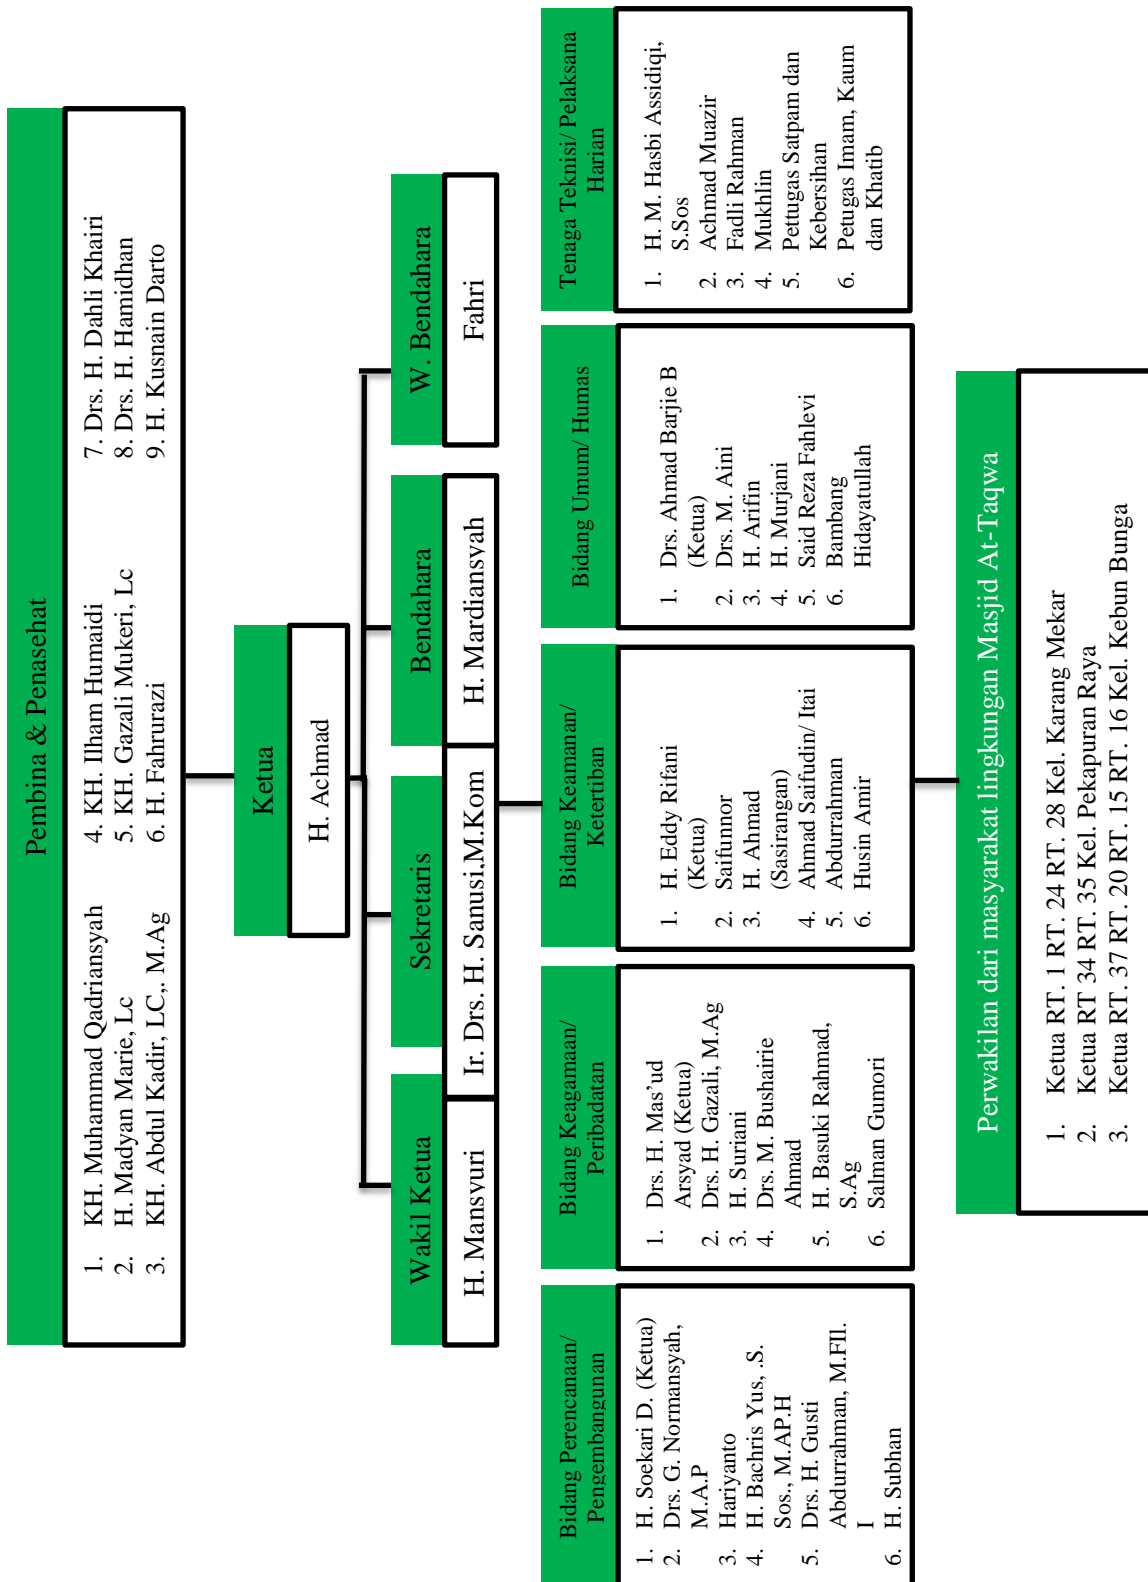 Pembina & Penasehat
1. KH. Muhammad Qadriansyah
2. H. Madyan Marie, Lc
3. KH. Abdul Kadir, LC,. M.Ag
4. KH. Ilham Humaidi
5. KH. Gazali Mukeri, Lc
6. H. Fahrurazi
7. Drs. H. Dahli Khairi
8. Drs. H. Hamidhan
9. H. Kusnain Darto
Ketua
H. Achmad
Wakil Ketua
H. Mansyuri
Sekretaris
Ir. Drs. H. Sanusi,M.Kom
Bendahara
H. Mardiansyah
W. Bendahara
Fahri
Bidang Perencanaan/
Pengembangunan
1. H. Soekari D. (Ketua)
2. Drs. G. Normansyah,
M.A.P
3. Hariyanto
4. H. Bachris Yus, .S.
Sos., M.AP.H
5. Drs. H. Gusti
Abdurrahman, M.FIl.
I
6. H. Subhan
Bidang Keagamaan/
Peribadatan
1. Drs. H. Mas’ud
Arsyad (Ketua)
2. Drs. H. Gazali, M.Ag
3. H. Suriani
4. Drs. M. Bushairie
Ahmad
5. H. Basuki Rahmad,
S.Ag
6. Salman Gumori
Bidang Keamanan/
Ketertiban
1. H. Eddy Rifani
(Ketua)
2. Saifunnor
3. H. Ahmad
(Sasirangan)
4. Ahmad Saifudin/ Itai
5. Abdurrahman
6. Husin Amir
Bidang Umum/ Humas
1. Drs. Ahmad Barjie B
(Ketua)
2. Drs. M. Aini
3. H. Arifin
4. H. Murjani
5. Said Reza Fahlevi
6. Bambang
Hidayatullah
Tenaga Teknisi/ Pelaksana
Harian
1. H. M. Hasbi Assidiqi,
S.Sos
2. Achmad Muazir
3. Fadli Rahman
4. Mukhlin
5. Pettugas Satpam dan
Kebersihan
6. Petugas Imam, Kaum
dan Khatib
Perwakilan dari masyarakat lingkungan Masjid At-Taqwa
1. Ketua RT. 1 RT. 24 RT. 28 Kel. Karang Mekar
2. Ketua RT 34 RT. 35 Kel. Pekapuran Raya
3. Ketua RT. 37 RT. 20 RT. 15 RT. 16 Kel. Kebun Bunga